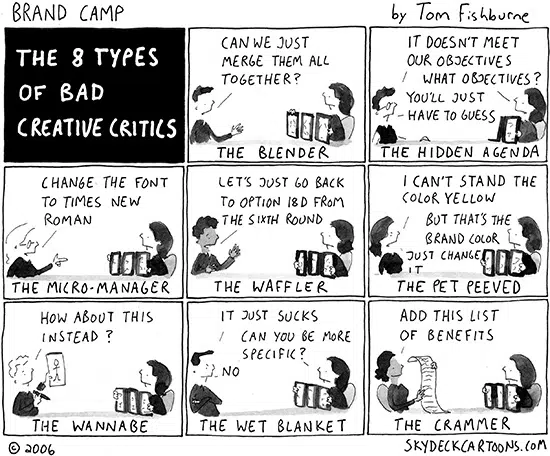 BRAND CAMP
by Tom Fishburne
THE 8 TYPES
OF BAD
CREATIVE CRITICS
CAN WE JUST
MERGE THEM ALL
TOGETHER?
THE BLENDER
IT DOESN'T MEET
OUR OBJECTIVES
WHAT OBJECTIVES?
YOU'LL JUST
HAVE TO GUESS
THE HIDDEN AGENDA
CHANGE THE FONT
TO TIMES NEW
ROMAN
THE MICRO-MANAGER
LET'S JUST GO BACK
TO OPTION 18D FROM
THE SIXTH ROUND
THE WAFFLER
I CAN'T STAND THE
COLOR YELLOW
BUT THAT'S THE
BRAND COLOR
JUST CHANGE
IT
THE PET PEEVED
HOW ABOUT THIS
INSTEAD?
THE WANNABE
IT JUST SUCKS
CAN YOU BE MORE
SPECIFIC?
NO
THE WET BLANKET
ADD THIS LIST
OF BENEFITS
THE CRAMMER
© 2006
SKYDECKCARTOONS.COM